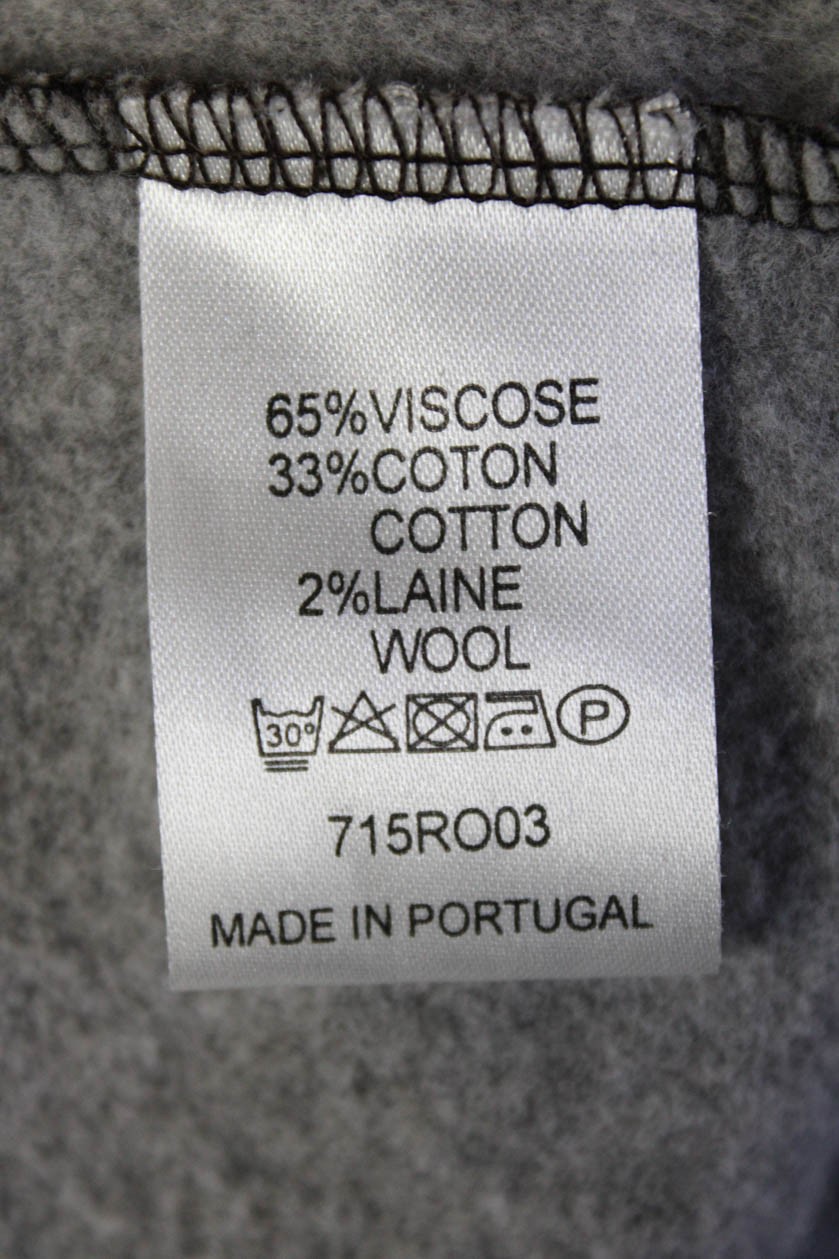 65%VISCOSE
33%COTON
COTTON
2%LAINE
WOOL
30° P
715RO03
MADE IN PORTUGAL